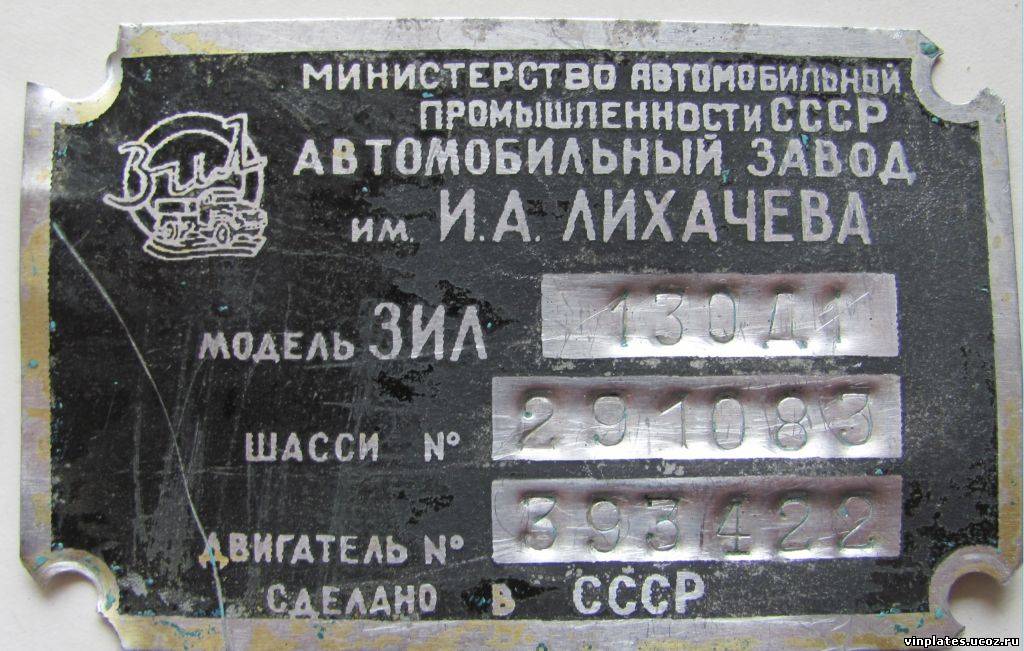 МИНИСТЕРСТВО АВТОМОБИЛЬНОЙ
ПРОМЫШЛЕННОСТИ СССР
ЗИЛ
АВТОМОБИЛЬНЫЙ ЗАВОД
ИМ. И.А. ЛИХАЧЕВА
МОДЕЛЬ ЗИЛ 130Д1
ШАССИ № 291083
ДВИГАТЕЛЬ № 393422
СДЕЛАНО В СССР
vinplates.ucoz.ru